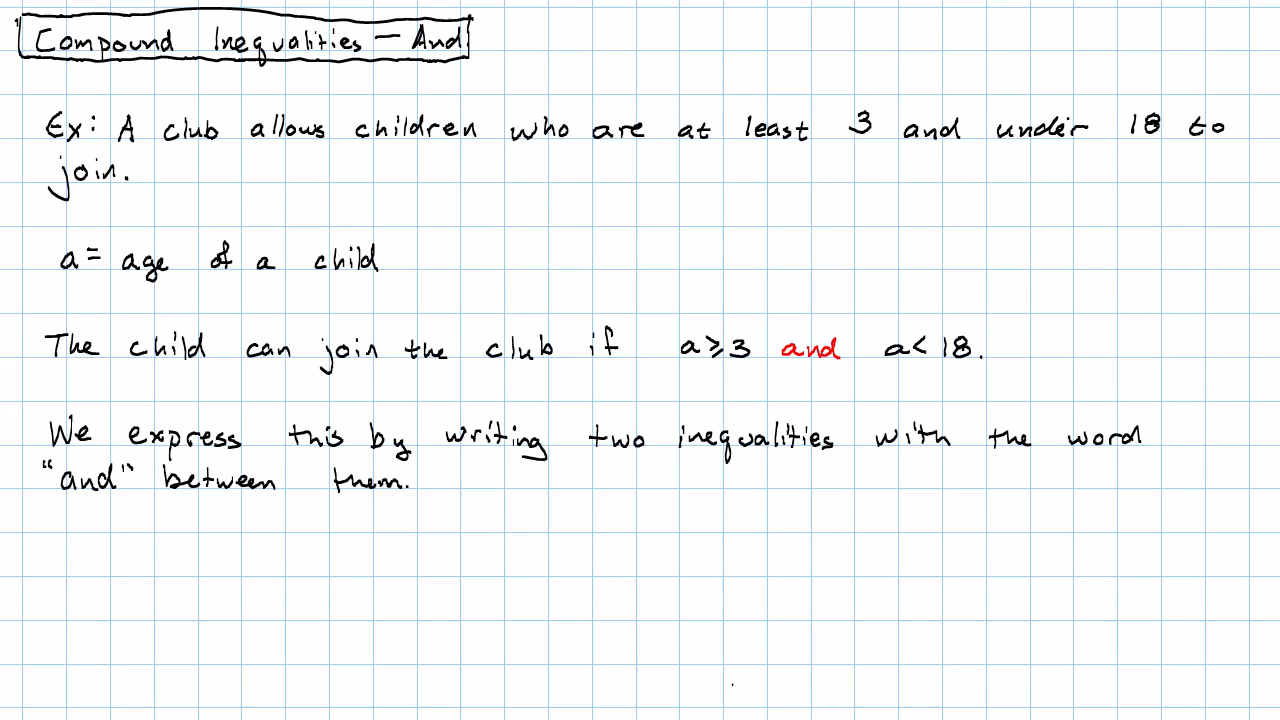 Compound Inequalities - And
Ex: A club allows children who are at least 3 and under 18 to
join.
a = age of a child
The child can join the club if a ⩾ 3 and a < 18.
We express this by writing two inequalities with the word
"and" between them.